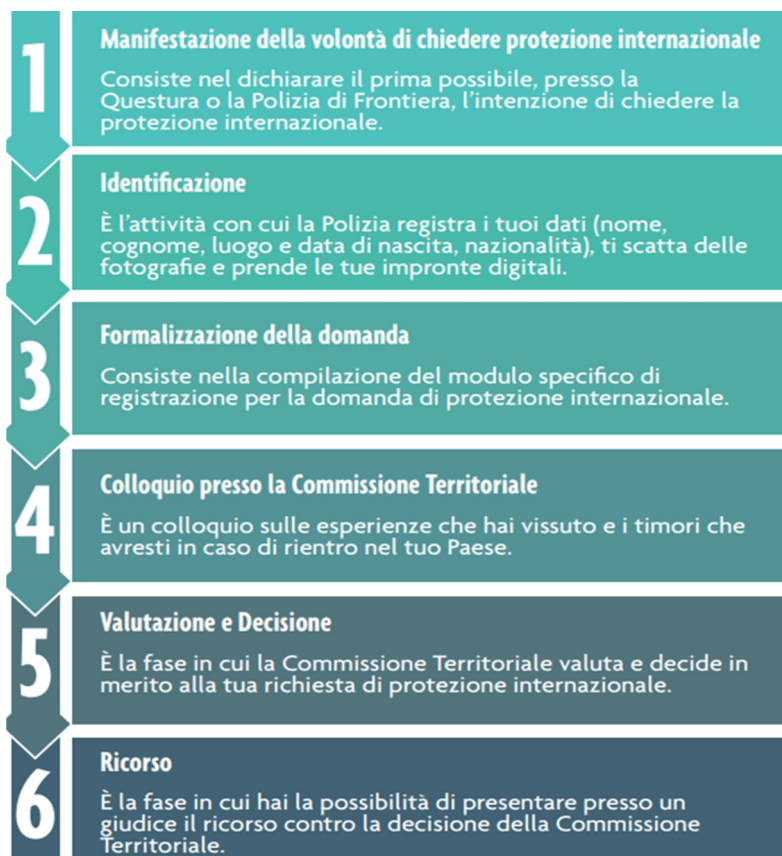 1
Manifestazione della volontà di chiedere protezione internazionale
Consiste nel dichiarare il prima possibile, presso la
Questura o la Polizia di Frontiera, l'intenzione di chiedere la
protezione internazionale.
2
Identificazione
È l'attività con cui la Polizia registra i tuoi dati (nome,
cognome, luogo e data di nascita, nazionalità), ti scatta delle
fotografie e prende le tue impronte digitali.
3
Formalizzazione della domanda
Consiste nella compilazione del modulo specifico di
registrazione per la domanda di protezione internazionale.
4
Colloquio presso la Commissione Territoriale
È un colloquio sulle esperienze che hai vissuto e i timori che
avresti in caso di rientro nel tuo Paese.
5
Valutazione e Decisione
È la fase in cui la Commissione Territoriale valuta e decide in
merito alla tua richiesta di protezione internazionale.
6
Ricorso
È la fase in cui hai la possibilità di presentare presso un
giudice il ricorso contro la decisione della Commissione
Territoriale.